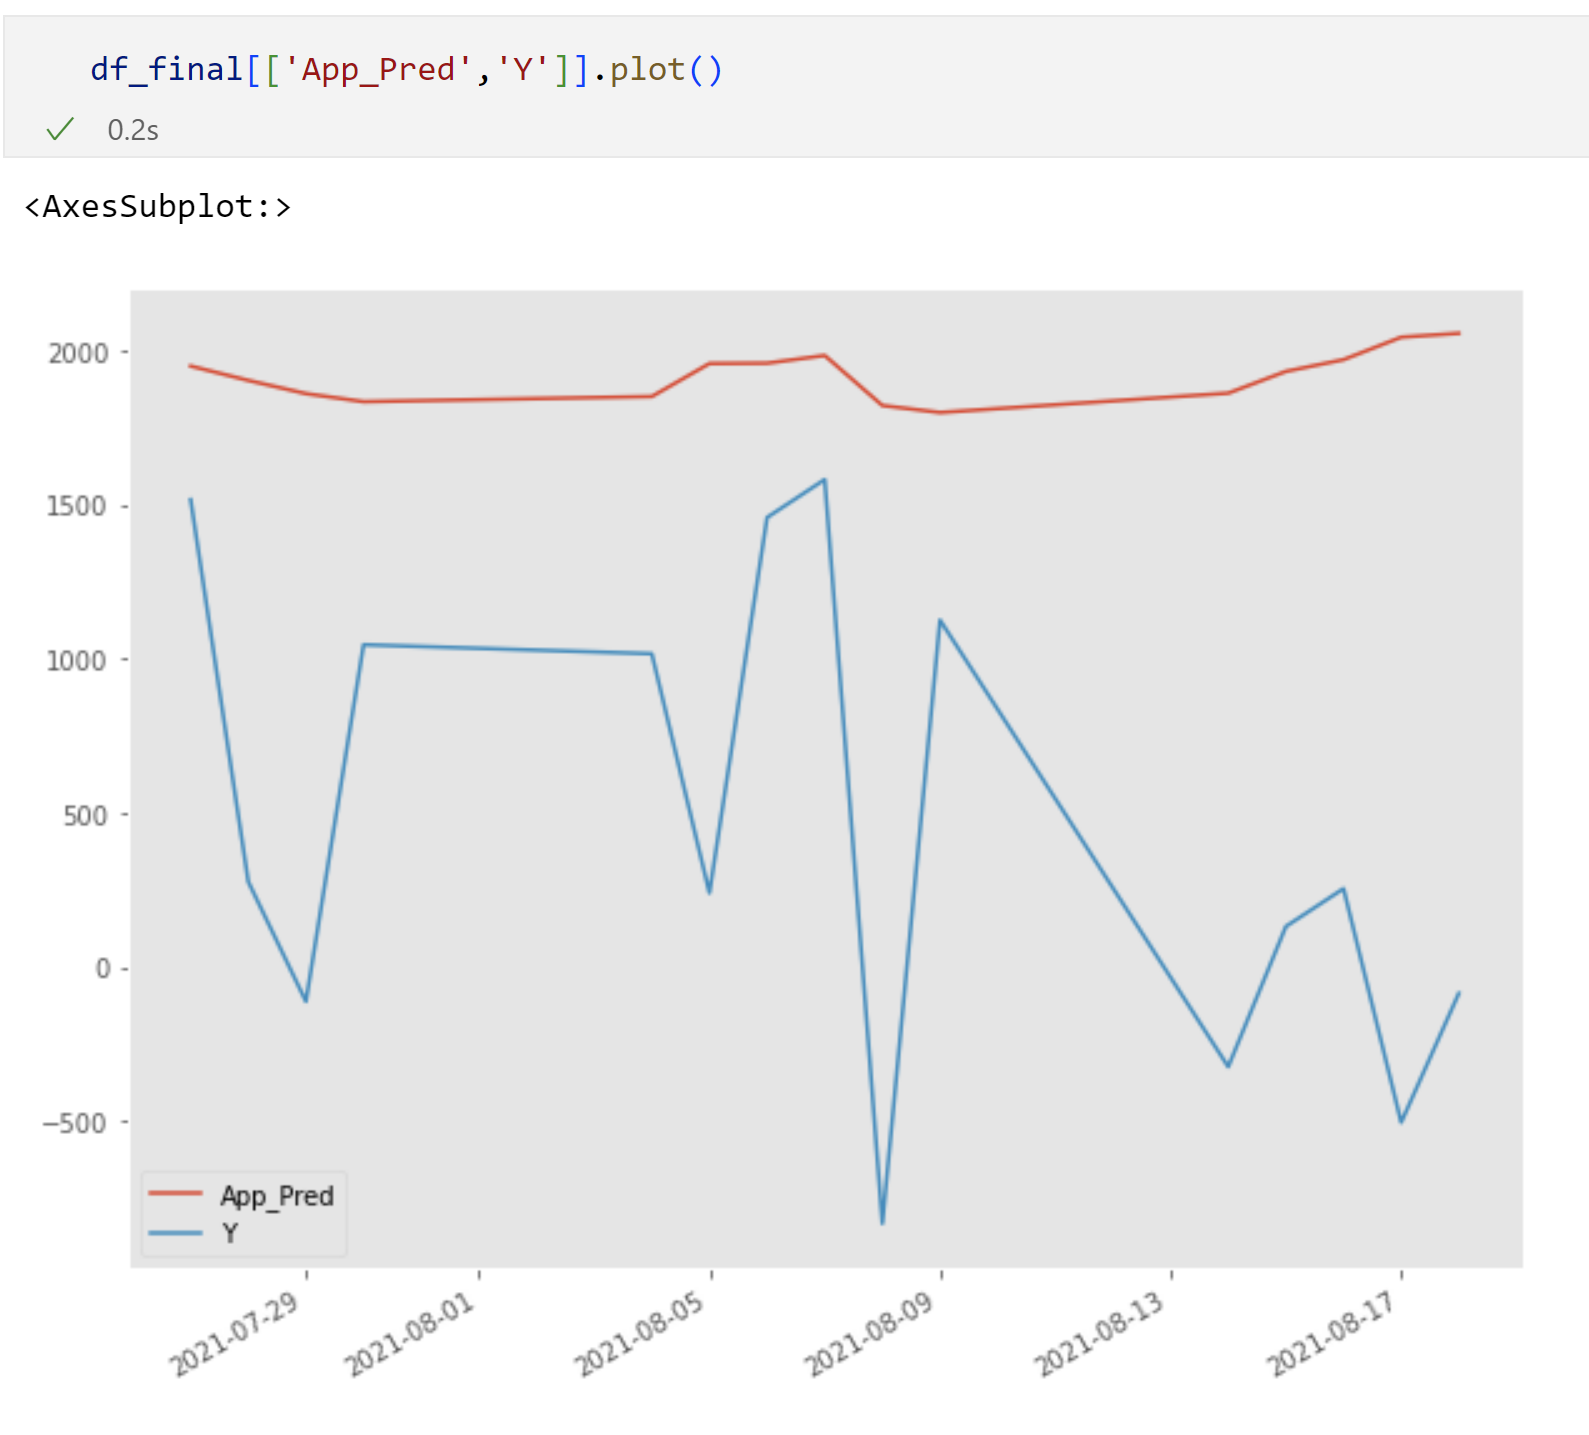 df_final[['App_Pred','Y']].plot()
0.2s
<AxesSubplot:>
2000
1500
1000
500
0
−500
App_Pred
Y
2021-07-29
2021-08-01
2021-08-05
2021-08-09
2021-08-13
2021-08-17